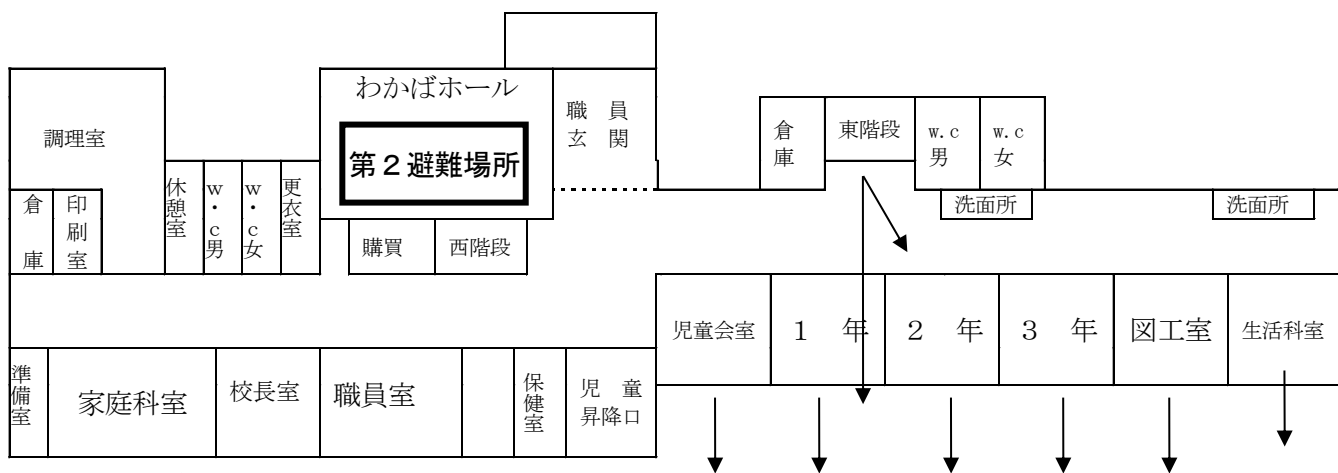 わかばホール
第2避難場所
職員
玄関
調理室
倉庫
印刷室
休憩室
w・c男
w・c女
更衣室
購買
西階段
倉庫
東階段
w.c
男
w.c
女
洗面所
洗面所
児童会室
1 年
2 年
3 年
図工室
生活科室
準備室
家庭科室
校長室
職員室
保健室
児童
昇降口